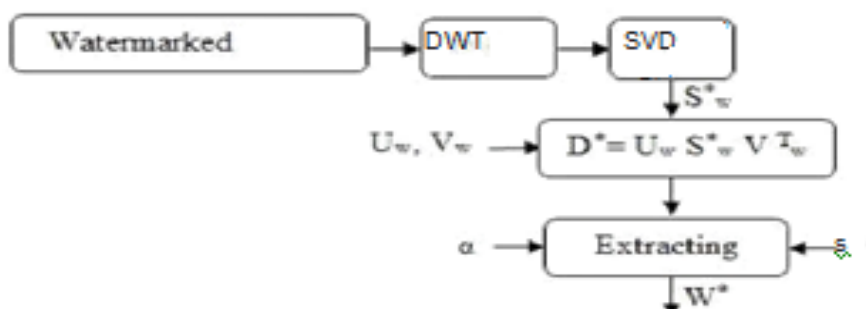 Watermarked DWT SVD
S*w
Uw, Vw D*= Uw S*w V Tw
α Extracting s
W*